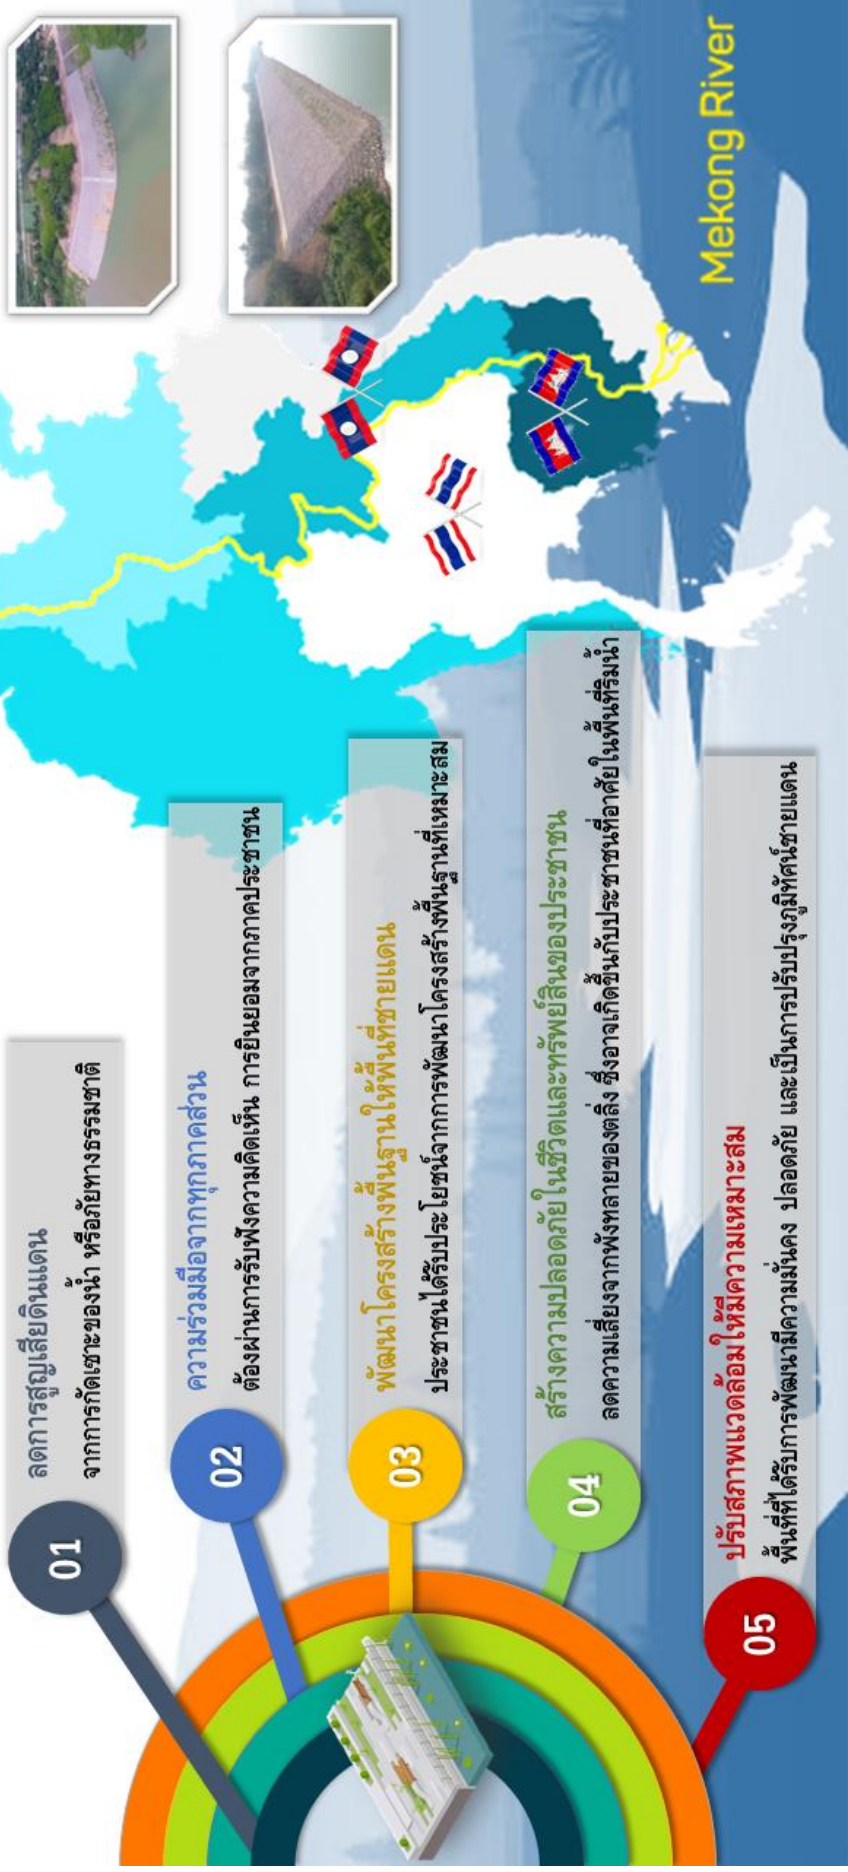 01
ลดการสูญเสียดินแดน
จากการกัดเซาะของน้ำ หรือภัยทางธรรมชาติ
02
ความร่วมมือจากทุกภาคส่วน
ต้องผ่านการรับฟังความคิดเห็น การยินยอมจากภาคประชาชน
03
พัฒนาโครงสร้างพื้นฐานให้พื้นที่ชายแดน
ประชาชนได้รับประโยชน์จากการพัฒนาโครงสร้างพื้นฐานที่เหมาะสม
04
สร้างความปลอดภัยในชีวิตและทรัพย์สินของประชาชน
ลดความเสี่ยงจากพังทลายของตลิ่ง ซึ่งอาจเกิดขึ้นกับประชาชนที่อาศัยในพื้นที่ริมน้ำ
05
ปรับสภาพแวดล้อมให้มีความเหมาะสม
พื้นที่ที่ได้รับการพัฒนามีความมั่นคง ปลอดภัย และเป็นการปรับปรุงภูมิทัศน์ชายแดน
Mekong River